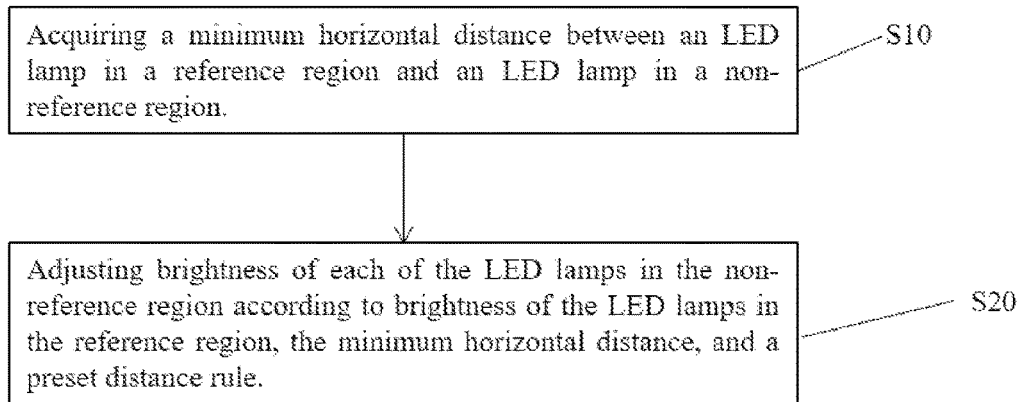 Acquiring a minimum horizontal distance between an LED
lamp in a reference region and an LED lamp in a non-
reference region.
S10
Adjusting brightness of each of the LED lamps in the non-
reference region according to brightness of the LED lamps in
the reference region, the minimum horizontal distance, and a
preset distance rule.
S20